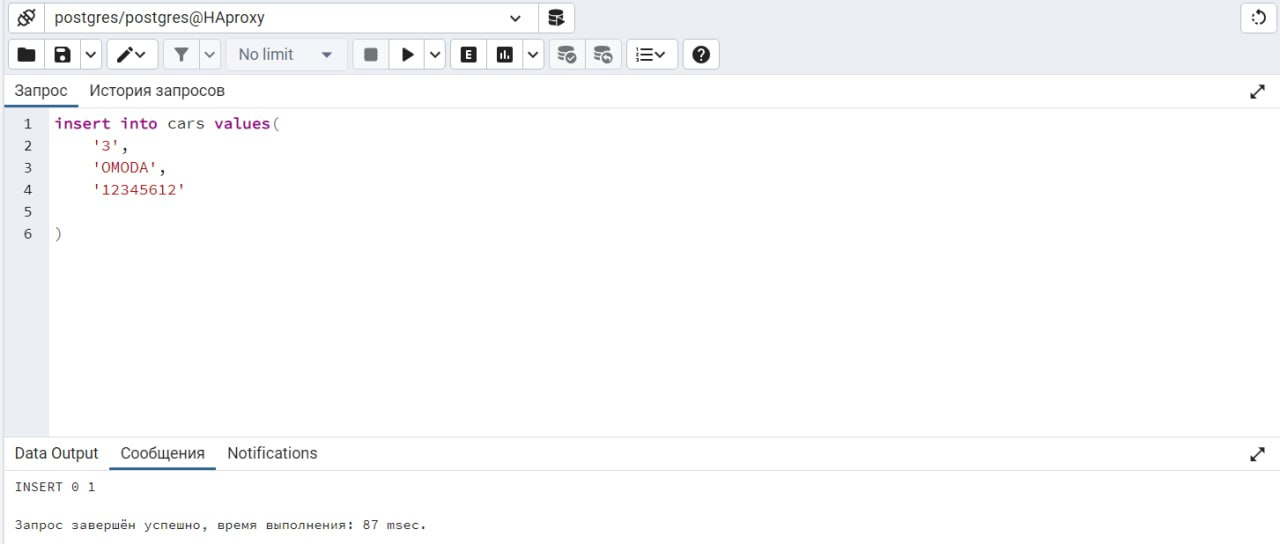 postgres/postgres@HAproxy
No limit
E
Запрос История запросов
1 insert into cars values(
2 '3',
3 'OMODA',
4 '12345612'
5
6 )
Data Output Сообщения Notifications
INSERT 0 1
Запрос завершён успешно, время выполнения: 87 msec.